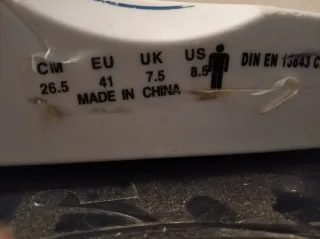 CM EU UK US
26.5 41 7.5 8.5
MADE IN CHINA
DIN EN 13843